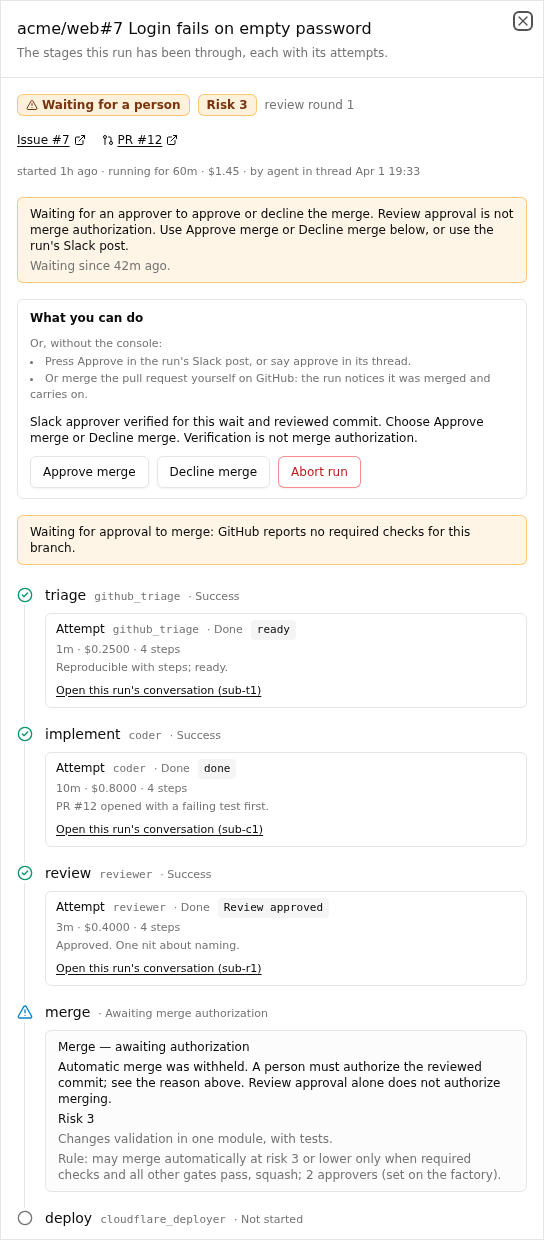 acme/web#7 Login fails on empty password
The stages this run has been through, each with its attempts.
Waiting for a person Risk 3 review round 1
Issue #7 PR #12
started 1h ago · running for 60m · $1.45 · by agent in thread Apr 1 19:33
Waiting for an approver to approve or decline the merge. Review approval is not
merge authorization. Use Approve merge or Decline merge below, or use the
run's Slack post.
Waiting since 42m ago.
What you can do
Or, without the console:
• Press Approve in the run's Slack post, or say approve in its thread.
• Or merge the pull request yourself on GitHub: the run notices it was merged and
carries on.
Slack approver verified for this wait and reviewed commit. Choose Approve
merge or Decline merge. Verification is not merge authorization.
Approve merge Decline merge Abort run
Waiting for approval to merge: GitHub reports no required checks for this
branch.
triage github_triage · Success
Attempt github_triage · Done ready
1m · $0.2500 · 4 steps
Reproducible with steps; ready.
Open this run's conversation (sub-t1)
implement coder · Success
Attempt coder · Done done
10m · $0.8000 · 4 steps
PR #12 opened with a failing test first.
Open this run's conversation (sub-c1)
review reviewer · Success
Attempt reviewer · Done Review approved
3m · $0.4000 · 4 steps
Approved. One nit about naming.
Open this run's conversation (sub-r1)
merge · Awaiting merge authorization
Merge — awaiting authorization
Automatic merge was withheld. A person must authorize the reviewed
commit; see the reason above. Review approval alone does not authorize
merging.
Risk 3
Changes validation in one module, with tests.
Rule: may merge automatically at risk 3 or lower only when required
checks and all other gates pass, squash; 2 approvers (set on the factory).
deploy cloudflare_deployer · Not started